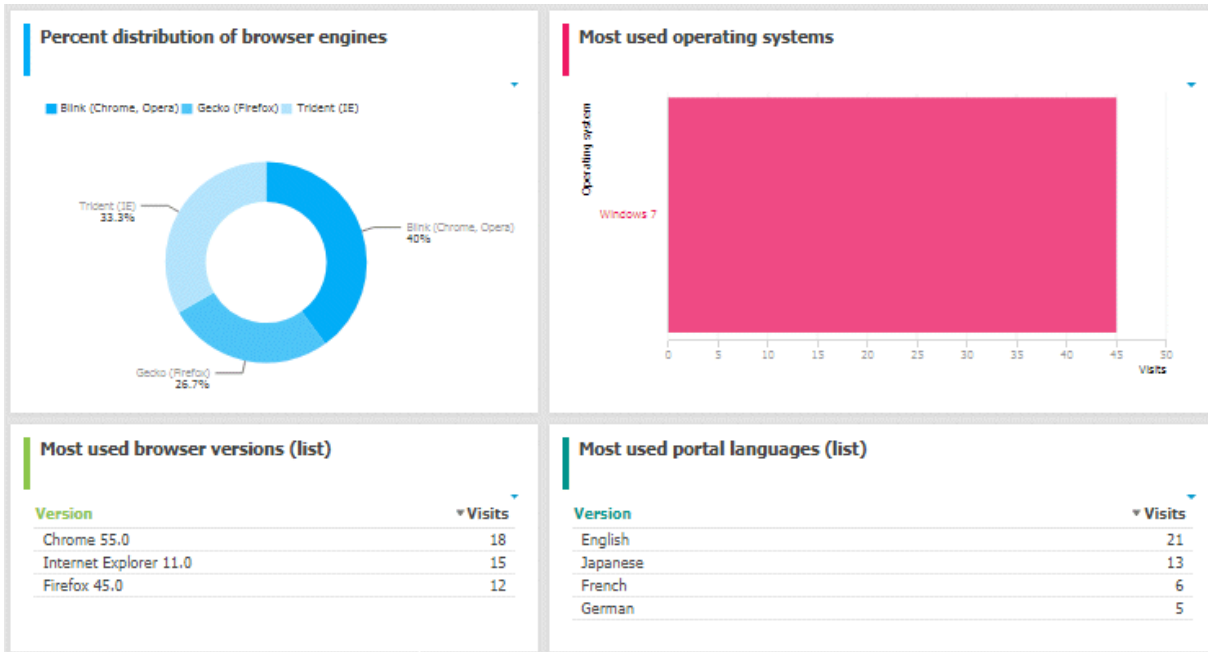 Percent distribution of browser engines
Blink (Chrome, Opera) Gecko (Firefox) Trident (IE)
Trident (IE)
33.3%
Blink (Chrome, Opera)
40%
Gecko (Firefox)
26.7%
Most used operating systems
Operating system
Windows 7
0 5 10 15 20 25 30 35 40 45 50
Visits
Most used browser versions (list)
Version Visits
Chrome 55.0 18
Internet Explorer 11.0 15
Firefox 45.0 12
Most used portal languages (list)
Version Visits
English 21
Japanese 13
French 6
German 5